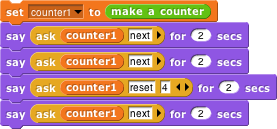 set counter1 to make a counter
say ask counter1 next for 2 secs
say ask counter1 next for 2 secs
say ask counter1 reset 4 for 2 secs
say ask counter1 next for 2 secs